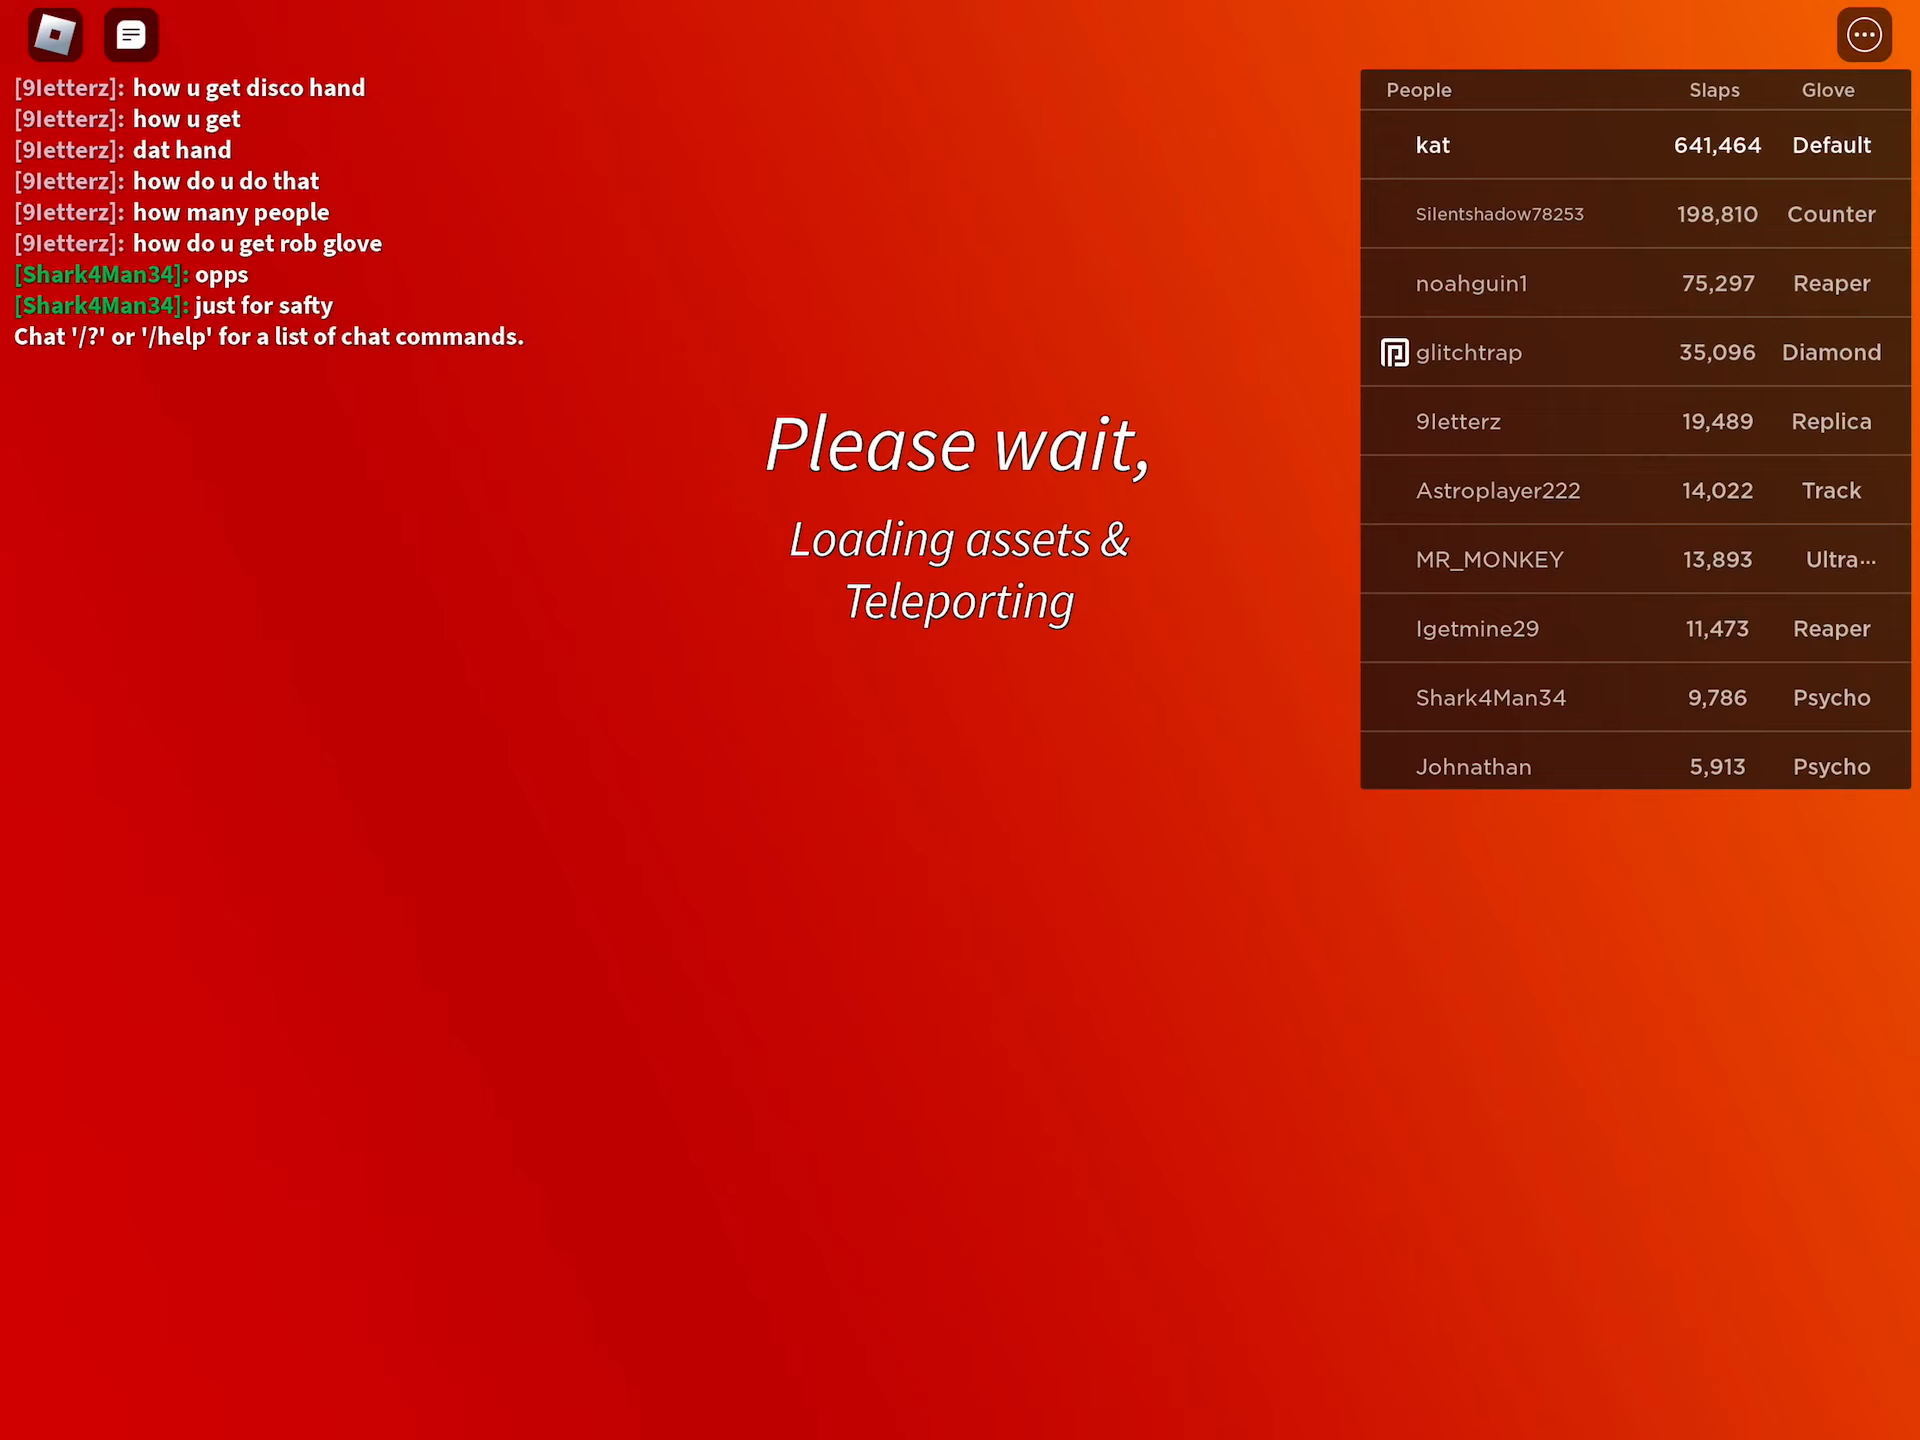 [9letterz]: how u get disco hand
[9letterz]: how u get
[9letterz]: dat hand
[9letterz]: how do u do that
[9letterz]: how many people
[9letterz]: how do u get rob glove
[Shark4Man34]: opps
[Shark4Man34]: just for safty
Chat '/?' or '/help' for a list of chat commands.
Please wait,
Loading assets &
Teleporting
People Slaps Glove
kat 641,464 Default
Silentshadow78253 198,810 Counter
noahguin1 75,297 Reaper
glitchtrap 35,096 Diamond
9letterz 19,489 Replica
Astroplayer222 14,022 Track
MR_MONKEY 13,893 Ultra...
Igetmine29 11,473 Reaper
Shark4Man34 9,786 Psycho
Johnathan 5,913 Psycho